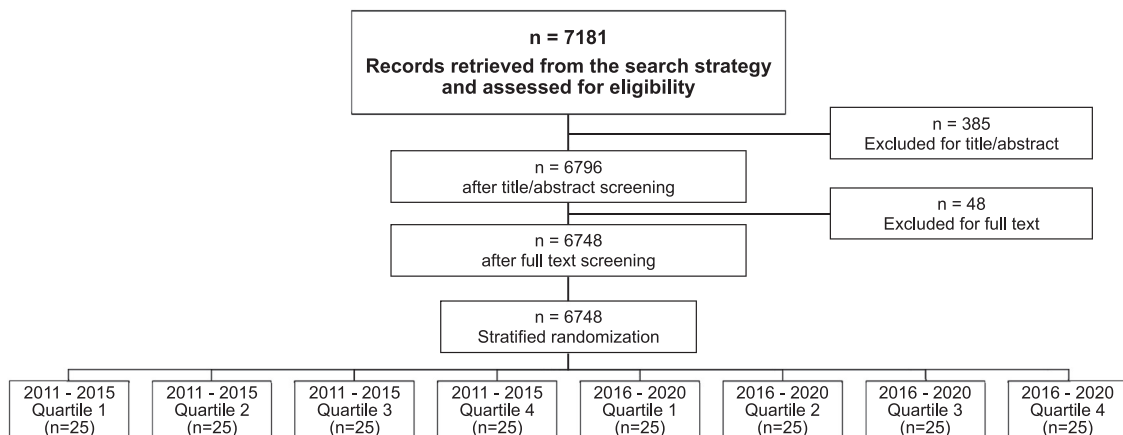 n = 7181
Records retrieved from the search strategy
and assessed for eligibility
n = 385
Excluded for title/abstract
n = 6796
after title/abstract screening
n = 48
Excluded for full text
n = 6748
after full text screening
n = 6748
Stratified randomization
2011 - 2015
Quartile 1
(n=25)
2011 - 2015
Quartile 2
(n=25)
2011 - 2015
Quartile 3
(n=25)
2011 - 2015
Quartile 4
(n=25)
2016 - 2020
Quartile 1
(n=25)
2016 - 2020
Quartile 2
(n=25)
2016 - 2020
Quartile 3
(n=25)
2016 - 2020
Quartile 4
(n=25)